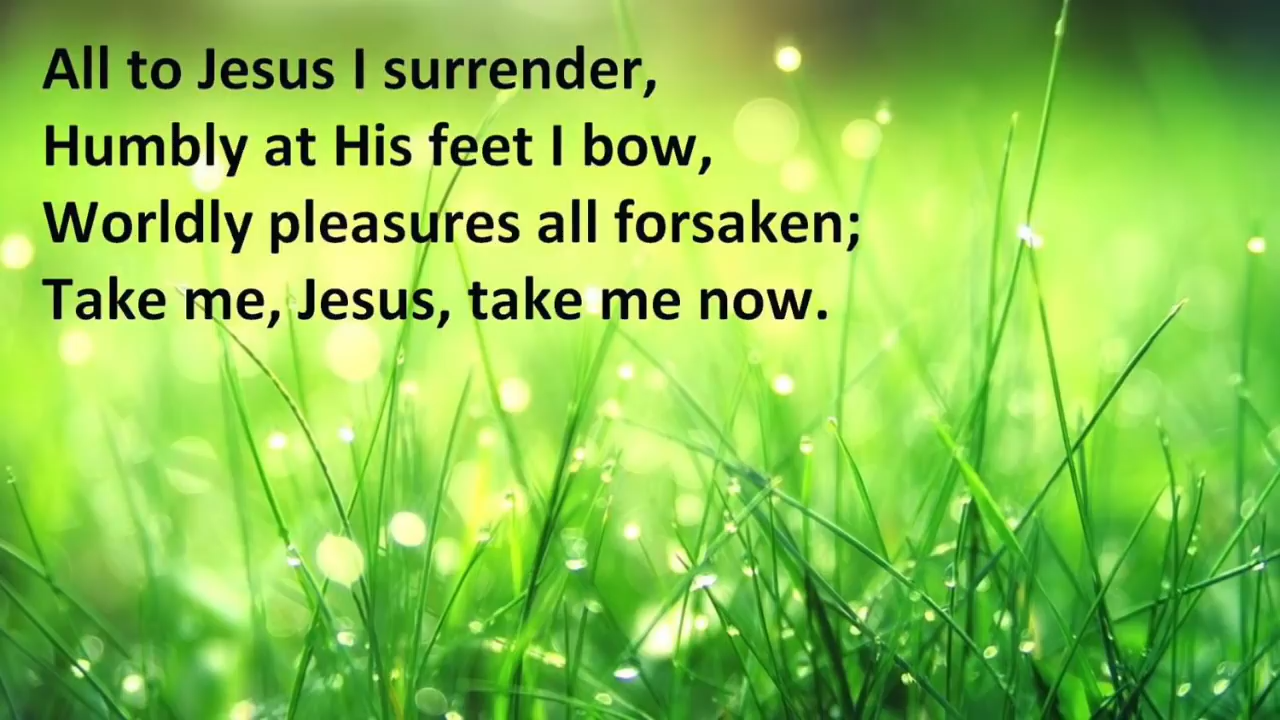 All to Jesus I surrender,
Humbly at His feet I bow,
Worldly pleasures all forsaken;
Take me, Jesus, take me now.